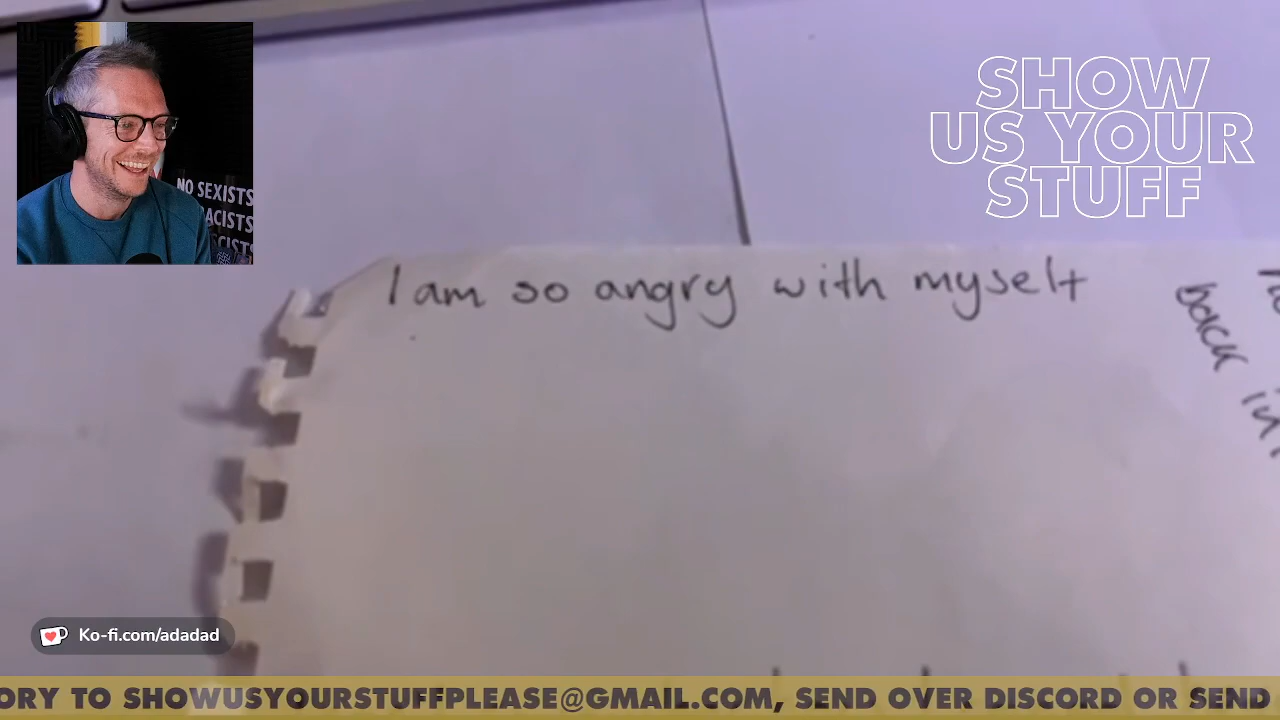 SHOW
US YOUR
STUFF
NO SEXISTS
I am so angry with myself
back
Ko-fi.com/adadad
TO SHOWUSYOURSTUFFPLEASE@GMAIL.COM, SEND OVER DISCORD OR SEND